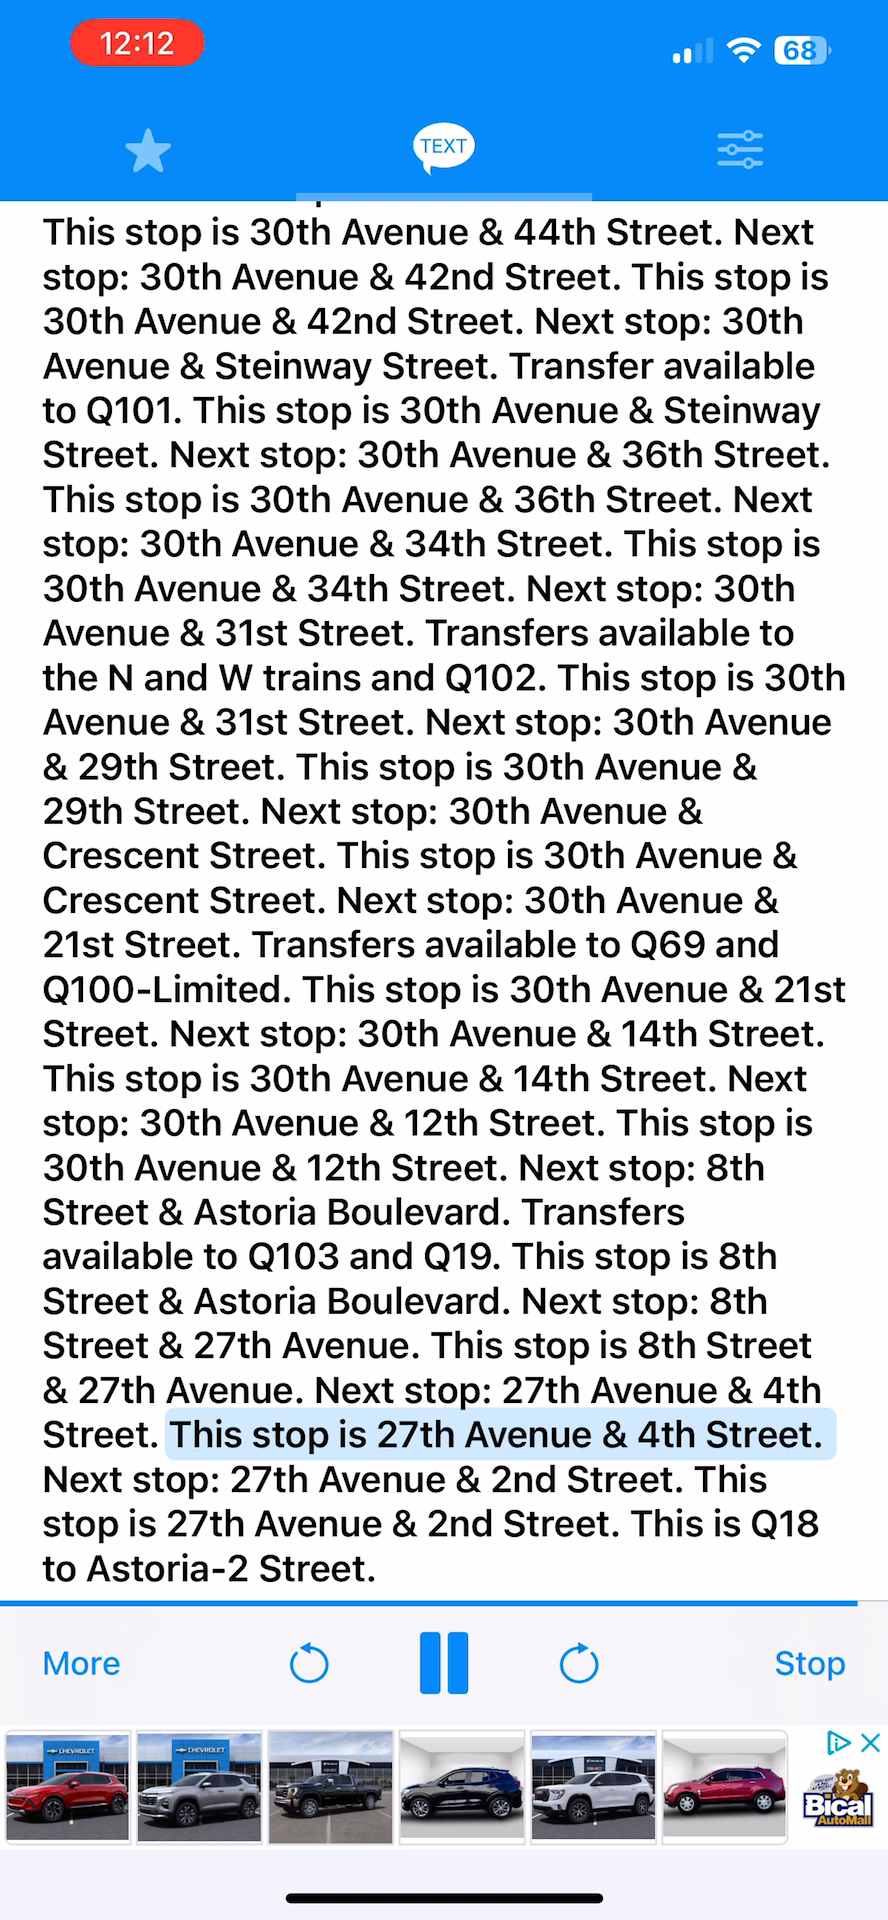 12:12
68
TEXT
This stop is 30th Avenue & 44th Street. Next
stop: 30th Avenue & 42nd Street. This stop is
30th Avenue & 42nd Street. Next stop: 30th
Avenue & Steinway Street. Transfer available
to Q101. This stop is 30th Avenue & Steinway
Street. Next stop: 30th Avenue & 36th Street.
This stop is 30th Avenue & 36th Street. Next
stop: 30th Avenue & 34th Street. This stop is
30th Avenue & 34th Street. Next stop: 30th
Avenue & 31st Street. Transfers available to
the N and W trains and Q102. This stop is 30th
Avenue & 31st Street. Next stop: 30th Avenue
& 29th Street. This stop is 30th Avenue &
29th Street. Next stop: 30th Avenue &
Crescent Street. This stop is 30th Avenue &
Crescent Street. Next stop: 30th Avenue &
21st Street. Transfers available to Q69 and
Q100-Limited. This stop is 30th Avenue & 21st
Street. Next stop: 30th Avenue & 14th Street.
This stop is 30th Avenue & 14th Street. Next
stop: 30th Avenue & 12th Street. This stop is
30th Avenue & 12th Street. Next stop: 8th
Street & Astoria Boulevard. Transfers
available to Q103 and Q19. This stop is 8th
Street & Astoria Boulevard. Next stop: 8th
Street & 27th Avenue. This stop is 8th Street
& 27th Avenue. Next stop: 27th Avenue & 4th
Street. This stop is 27th Avenue & 4th Street.
Next stop: 27th Avenue & 2nd Street. This
stop is 27th Avenue & 2nd Street. This is Q18
to Astoria-2 Street.
More
Stop
CHEVROLET
CHEVROLET
Bical
AutoMall